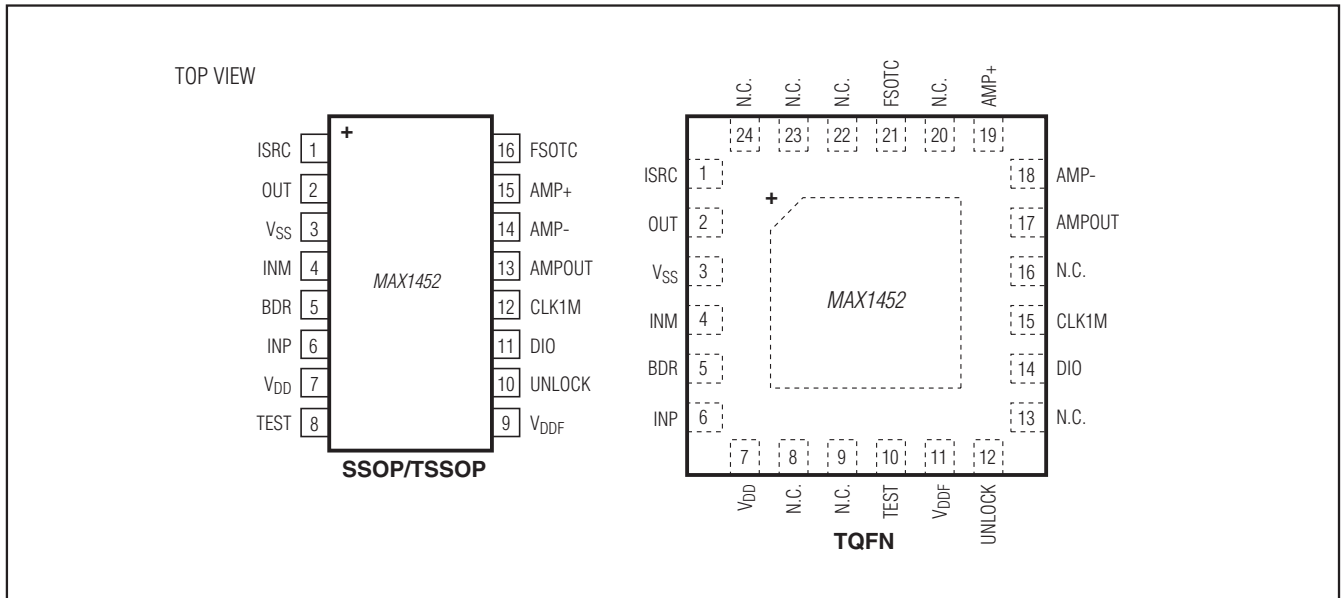 TOP VIEW
+
ISRC 1
OUT 2
VSS 3
INM 4
BDR 5
INP 6
VDD 7
TEST 8
MAX1452
16 FSOTC
15 AMP+
14 AMP-
13 AMPOUT
12 CLK1M
11 DIO
10 UNLOCK
9 VDDF
SSOP/TSSOP
N.C. N.C. N.C. FSOTC N.C. AMP+
24 23 22 21 20 19
ISRC 1
OUT 2
VSS 3
INM 4
BDR 5
INP 6
+
MAX1452
18 AMP-
17 AMPOUT
16 N.C.
15 CLK1M
14 DIO
13 N.C.
7 8 9 10 11 12
VDD N.C. N.C. TEST VDDF UNLOCK
TQFN